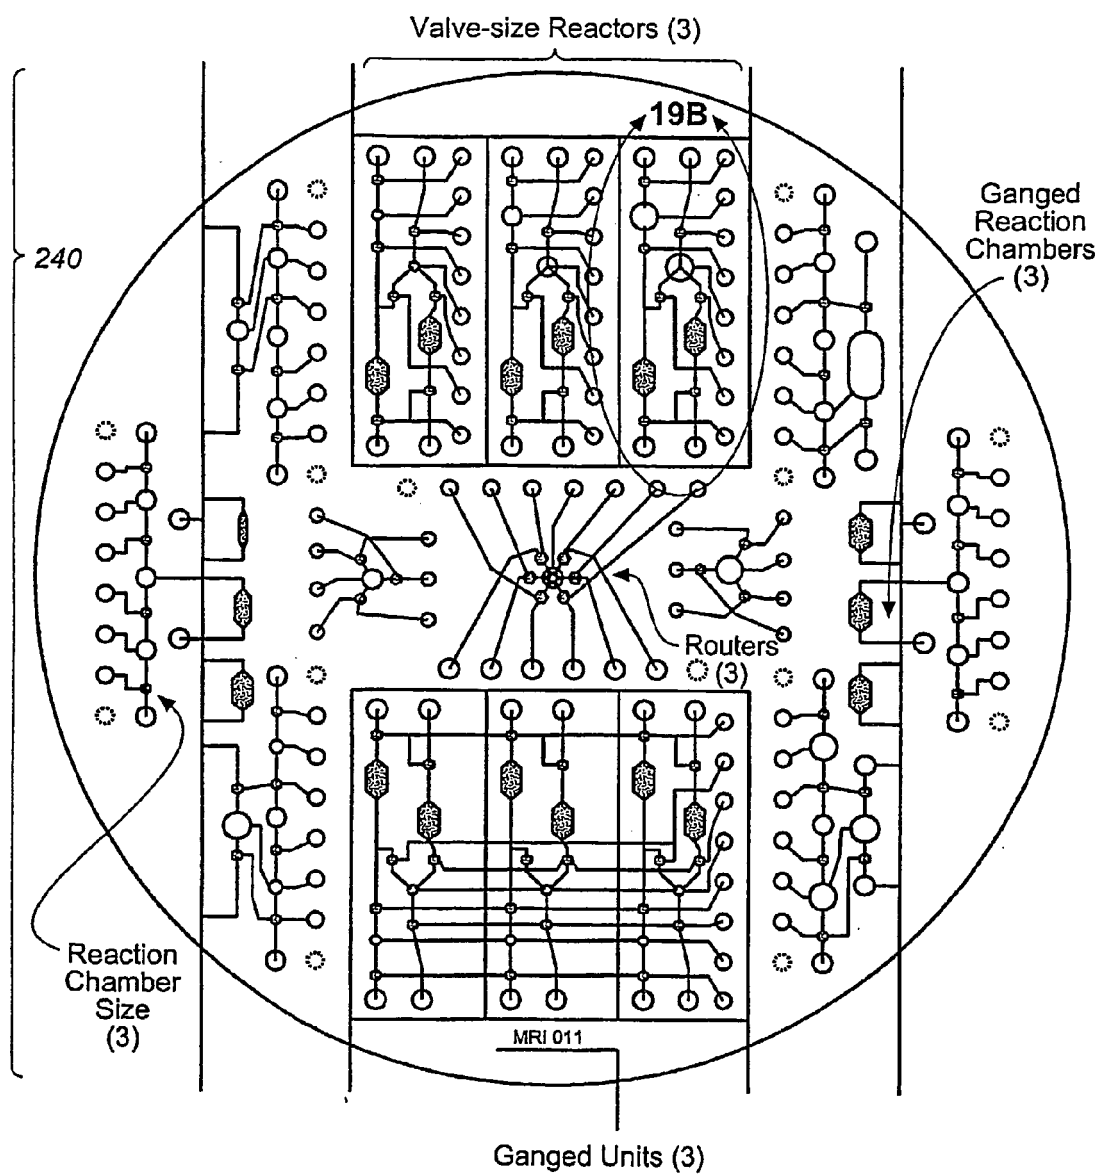 Valve-size Reactors (3)
19B
240
Ganged
Reaction
Chambers
(3)
Routers
(3)
Reaction
Chamber
Size
(3)
MRI 011
Ganged Units (3)